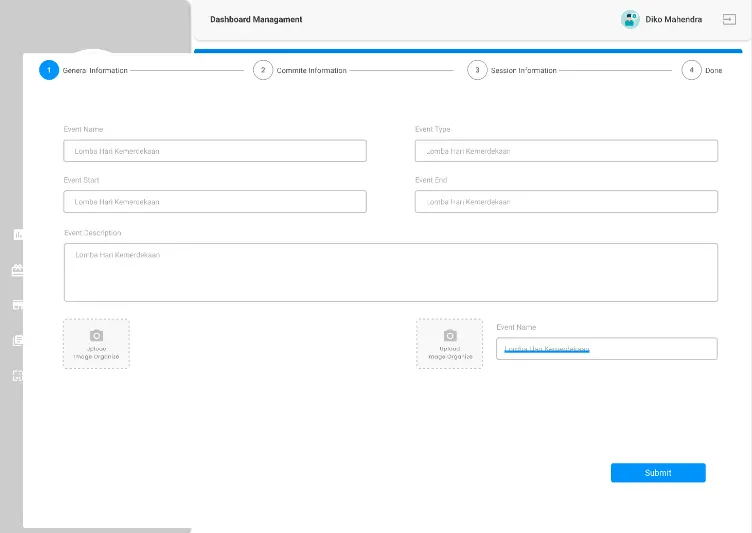 Dashboard Managament
Diko Mahendra
1 General Information
2 Commite Information
3 Session Information
4 Done
Event Name
Event Type
Lomba Hari Kemerdekaan
Lomba Hari Kemerdekaan
Event Start
Event End
Lomba Hari Kemerdekaan
Lomba Hari Kemerdekaan
Event Description
Lomba Hari Kemerdekaan
Upload
Image Organize
Upload
Image Organize
Event Name
Lomba Hari Kemerdekaan
Submit